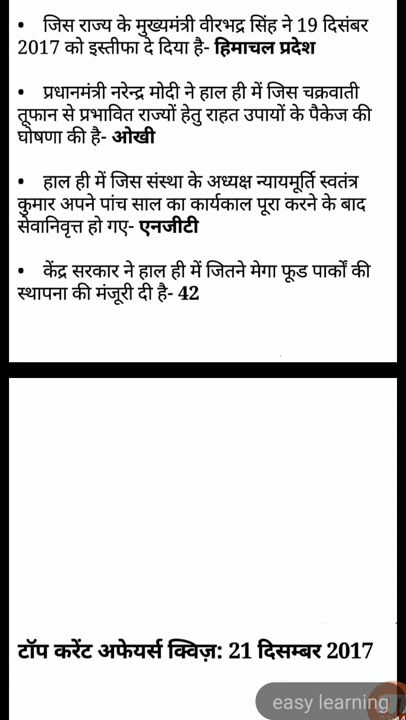 • जिस राज्य के मुख्यमंत्री वीरभद्र सिंह ने 19 दिसंबर
2017 को इस्तीफा दे दिया है- हिमाचल प्रदेश
• प्रधानमंत्री नरेन्द्र मोदी ने हाल ही में जिस चक्रवाती
तूफान से प्रभावित राज्यों हेतु राहत उपायों के पैकेज की
घोषणा की है- ओखी
• हाल ही में जिस संस्था के अध्यक्ष न्यायमूर्ति स्वतंत्र
कुमार अपने पांच साल का कार्यकाल पूरा करने के बाद
सेवानिवृत्त हो गए- एनजीटी
• केंद्र सरकार ने हाल ही में जितने मेगा फूड पार्कों की
स्थापना की मंजूरी दी है- 42
टॉप करेंट अफेयर्स क्विज़: 21 दिसम्बर 2017
easy learning